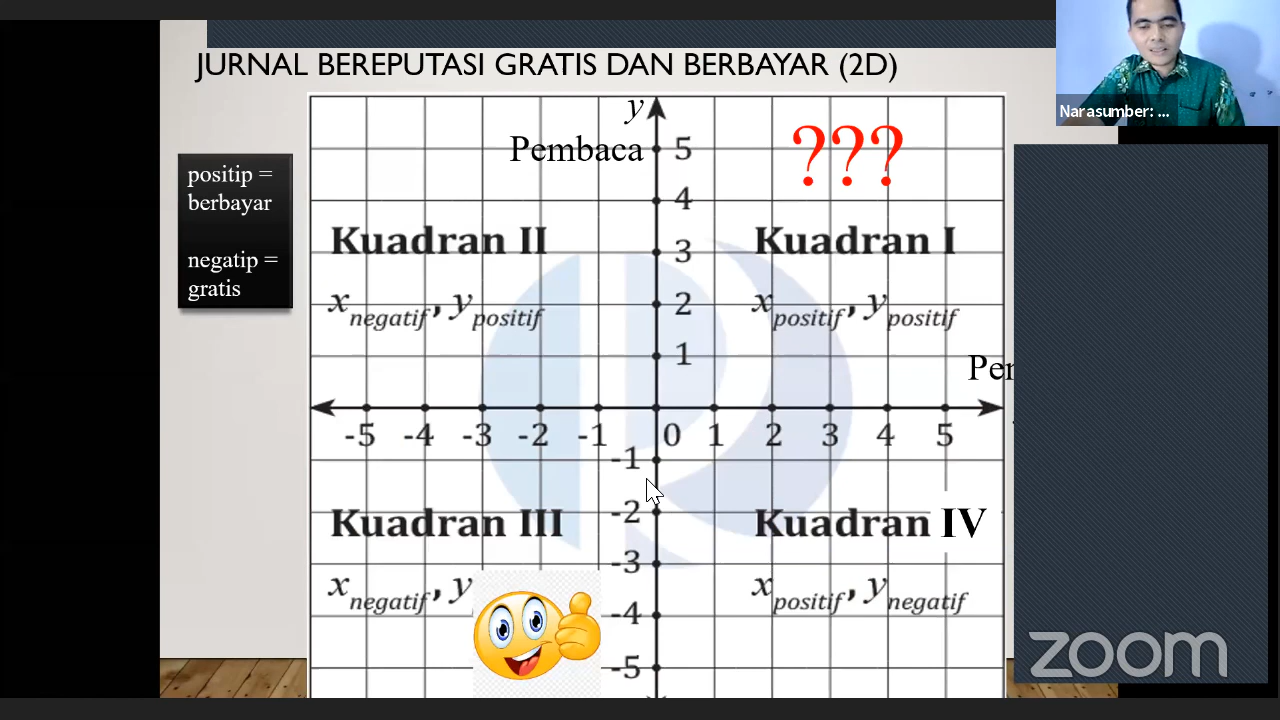 JURNAL BEREPUTASI GRATIS DAN BERBAYAR (2D)
Narasumber: ...
positip =
berbayar
negatip =
gratis
y
Pembaca
5
???
4
Kuadran II
3
Kuadran I
x negatif, y positif
2
x positif, y positif
1
-5 -4 -3 -2 -1 0 1 2 3 4 5
-1
Kuadran III
-2
Kuadran IV
-3
x negatif, y
-4
x positif, y negatif
-5
zoom